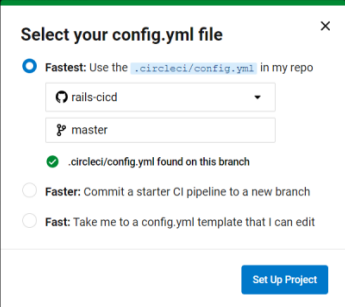 Select your config.yml file
Fastest: Use the .circleci/config.yml in my repo
rails-cicd
master
.circleci/config.yml found on this branch
Faster: Commit a starter CI pipeline to a new branch
Fast: Take me to a config.yml template that I can edit
Set Up Project